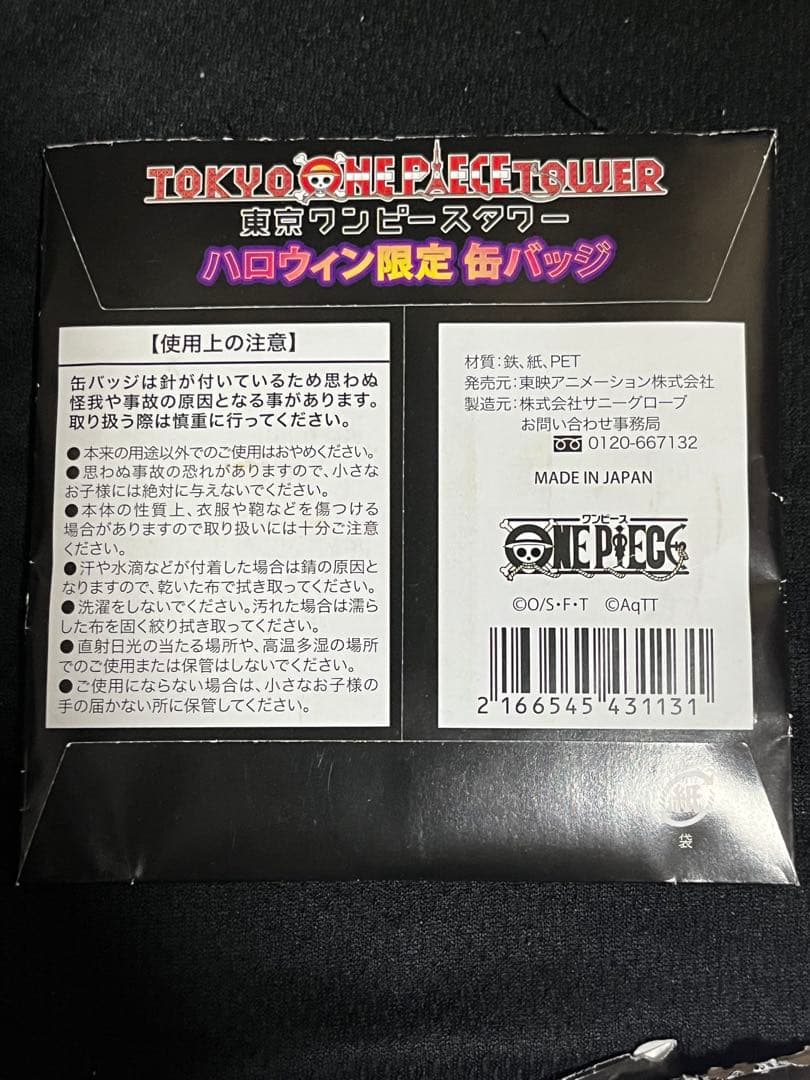 TOKYO ONE PIECE TOWER
東京ワンピースタワー
ハロウィン限定 缶バッジ
【使用上の注意】
缶バッジは針が付いているため思わぬ
怪我や事故の原因となる事があります。
取り扱う際は慎重に行ってください。
●本来の用途以外でのご使用はおやめください。
●思わぬ事故の恐れがありますので、小さな
お子様には絶対に与えないでください。
●本体の性質上、衣服や鞄などを傷つける
場合がありますので取り扱いには十分ご注意
ください。
●汗や水滴などが付着した場合は錆の原因と
なりますので、乾いた布で拭き取ってください。
●洗濯をしないでください。汚れた場合は濡ら
した布を固く絞り拭き取ってください。
●直射日光の当たる場所や、高温多湿の場所
でのご使用または保管はしないでください。
●ご使用にならない場合は、小さなお子様の
手の届かない所に保管してください。
材質：鉄、紙、PET
発売元：東映アニメーション株式会社
製造元：株式会社サニーグローブ
お問い合わせ事務局
0120-667132
MADE IN JAPAN
ワンピース
ONE PIECE
©O/S・F・T ©AqTT
2 166545 431131
紙
袋